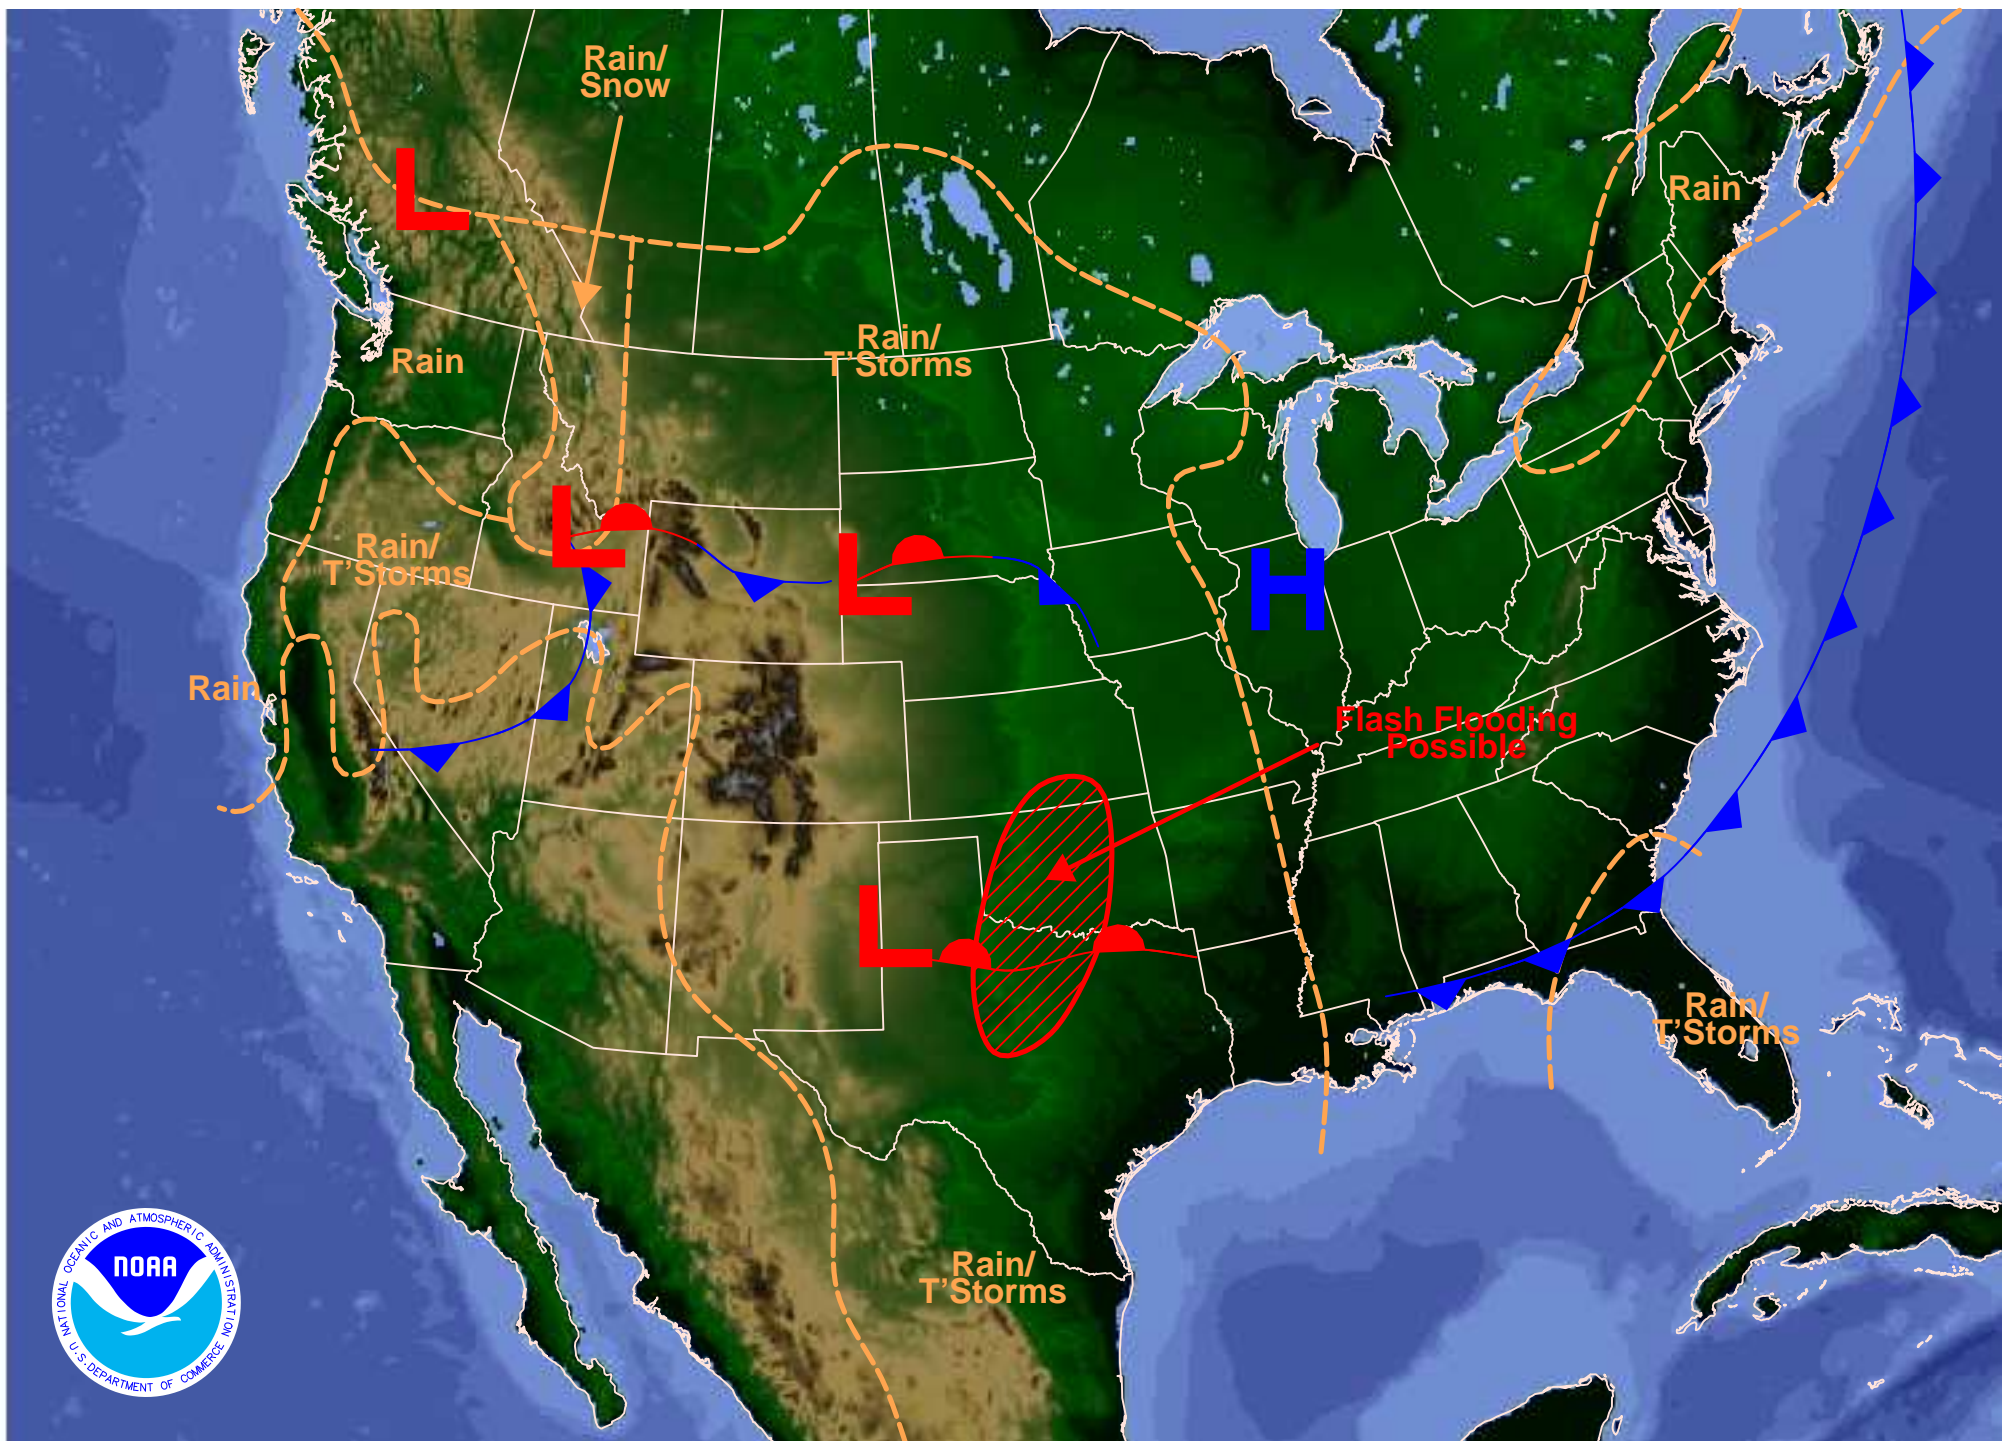 Rain/
Snow
L
Rain
Rain/
T'Storms
Rain
L
Rain/
T'Storms
L
H
Rain
Flash Flooding
Possible
L
Rain/
T'Storms
Rain/
T'Storms
NATIONAL OCEANIC AND ATMOSPHERIC ADMINISTRATION
NOAA
U.S. DEPARTMENT OF COMMERCE